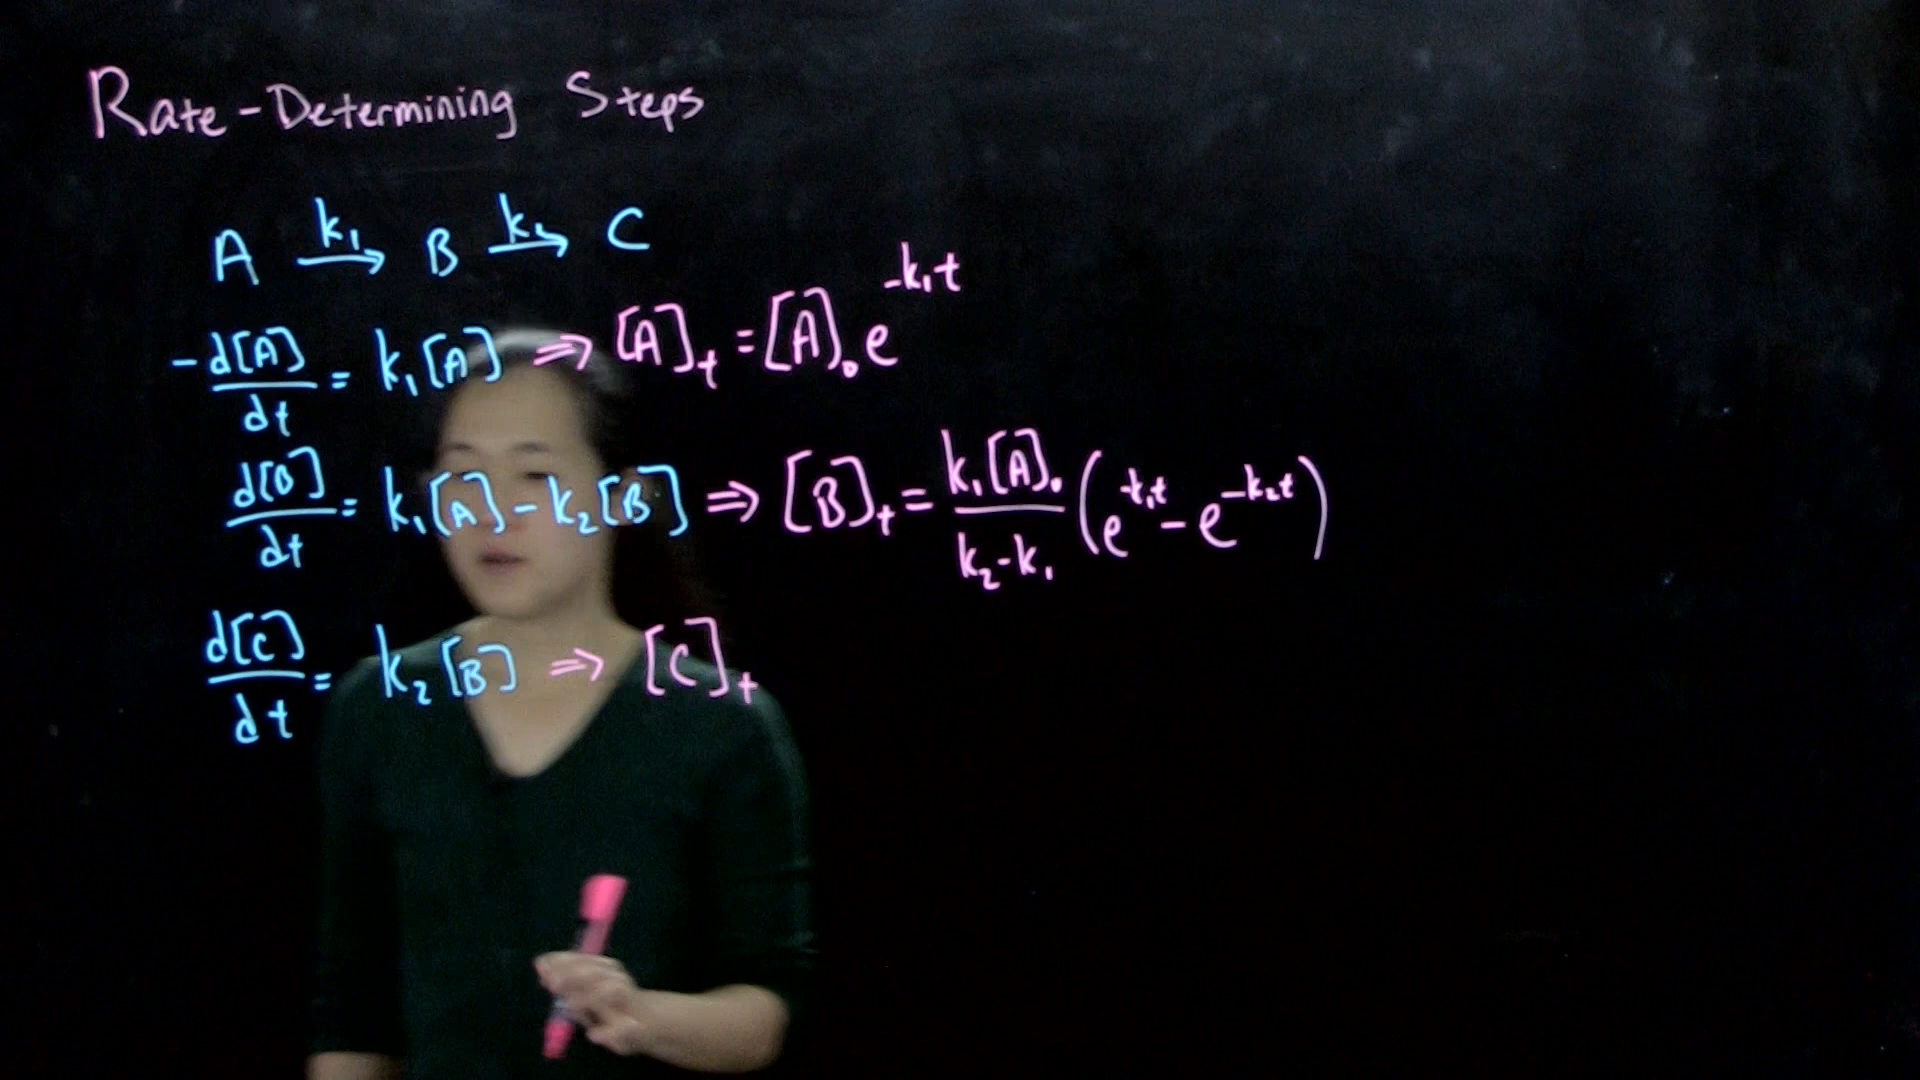 Rate-Determining Steps
A k₁→ B k₂→ C
-d[A]/dt = k₁[A] ⇒ [A]t = [A]₀ e^-k₁t
d[B]/dt = k₁[A] - k₂[B] ⇒ [B]t = k₁[A]₀/k₂-k₁ (e^-k₁t - e^-k₂t)
d[C]/dt = k₂[B] ⇒ [C]t